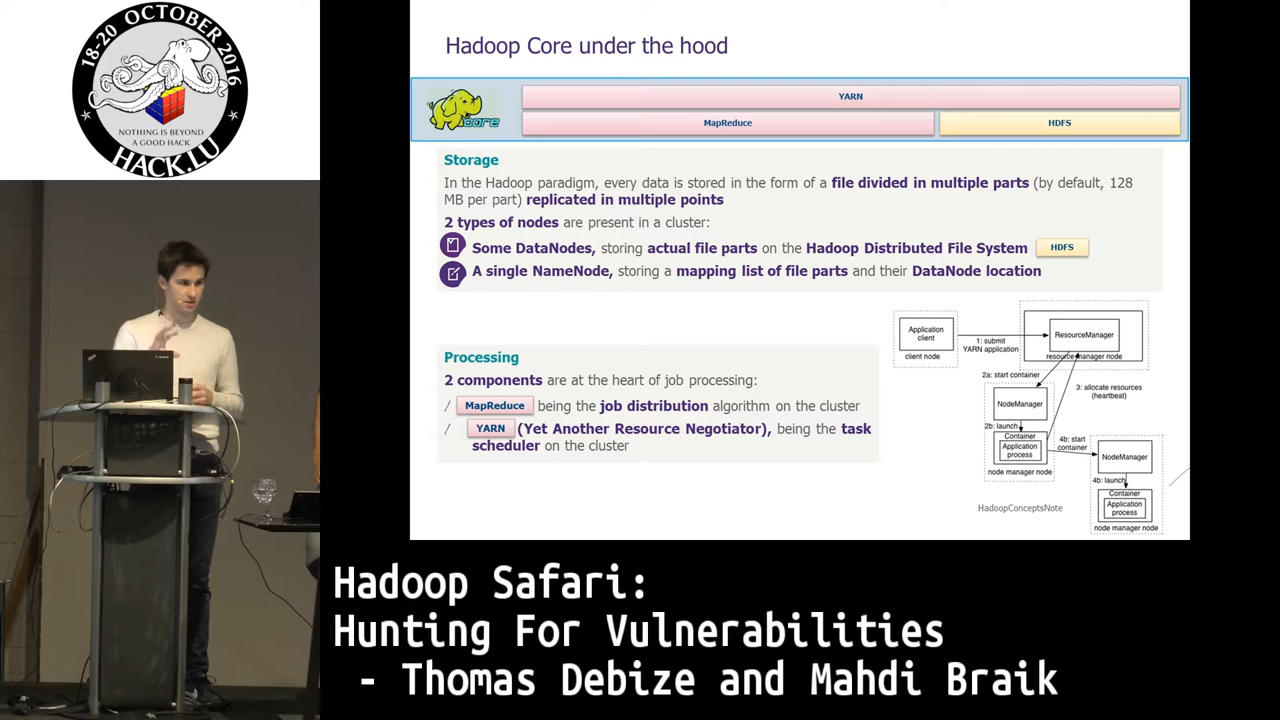 18-20 OCTOBER 2016
NOTHING IS BEYOND
A GOOD HACK.
HACK.LU
Hadoop Core under the hood
core
YARN
MapReduce
HDFS
Storage
In the Hadoop paradigm, every data is stored in the form of a file divided in multiple parts (by default, 128
MB per part) replicated in multiple points
2 types of nodes are present in a cluster:
Some DataNodes, storing actual file parts on the Hadoop Distributed File System HDFS
A single NameNode, storing a mapping list of file parts and their DataNode location
Processing
2 components are at the heart of job processing:
/ MapReduce being the job distribution algorithm on the cluster
/ YARN (Yet Another Resource Negotiator), being the task
scheduler on the cluster
Application
client
client node
1: submit
YARN application
ResourceManager
resource manager node
2a: start container
3: allocate resources
(heartbeat)
NodeManager
2b: launch
Container
Application
process
node manager node
4b: start
container
NodeManager
4b: launch
Container
Application
process
node manager node
HadoopConceptsNote
Hadoop Safari:
Hunting For Vulnerabilities
- Thomas Debize and Mahdi Braik